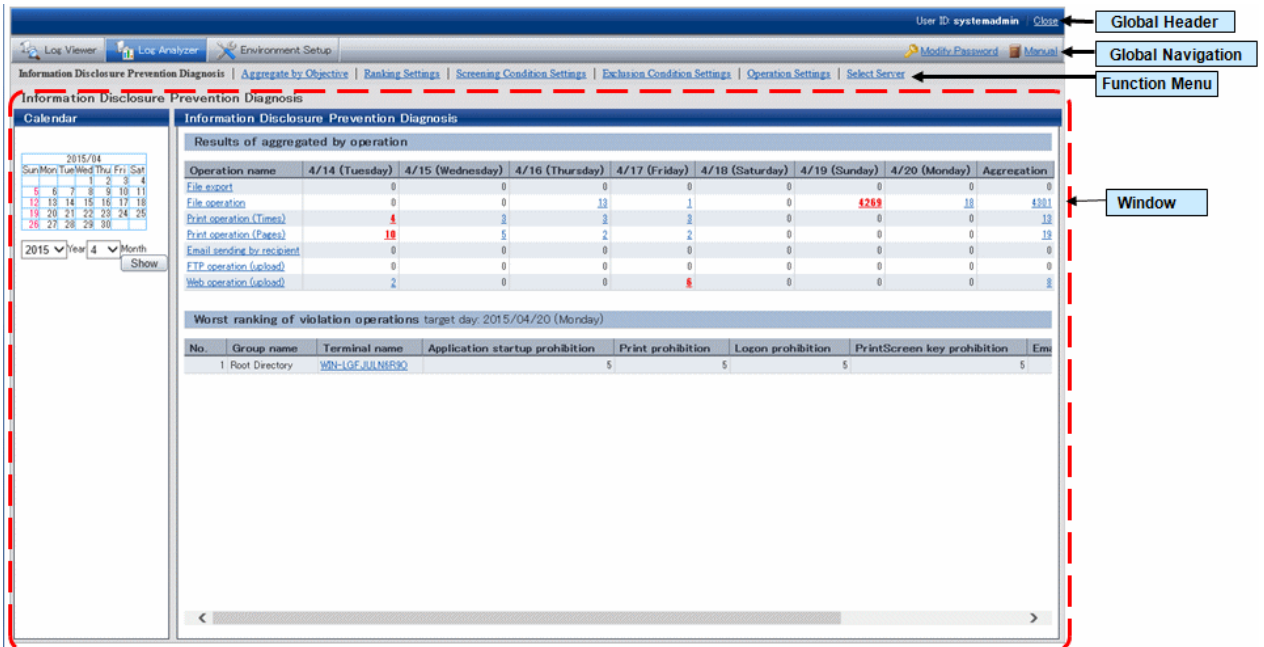 User ID: systemadmin | Close
Global Header
Log Viewer Log Analyzer Environment Setup Modify Password Manual
Global Navigation
Information Disclosure Prevention Diagnosis | Aggregate by Objective | Ranking Settings | Screening Condition Settings | Exclusion Condition Settings | Operation Settings | Select Server
Function Menu
Information Disclosure Prevention Diagnosis
Calendar
2015/04
Sun Mon Tue Wed Thu Fri Sat
1 2 3 4
5 6 7 8 9 10 11
12 13 14 15 16 17 18
19 20 21 22 23 24 25
26 27 28 29 30
2015 Year 4 Month
Show
Information Disclosure Prevention Diagnosis
Results of aggregated by operation
Operation name 4/14 (Tuesday) 4/15 (Wednesday) 4/16 (Thursday) 4/17 (Friday) 4/18 (Saturday) 4/19 (Sunday) 4/20 (Monday) Aggregation
File export 0 0 0 0 0 0 0 0
File operation 0 0 13 1 0 4269 18 4301
Print operation (Times) 4 3 3 3 0 0 0 13
Print operation (Pages) 10 5 2 2 0 0 0 19
Email sending by recipient 0 0 0 0 0 0 0 0
FTP operation (upload) 0 0 0 0 0 0 0 0
Web operation (upload) 2 0 0 6 0 0 0 8
Window
Worst ranking of violation operations target day: 2015/04/20 (Monday)
No. Group name Terminal name Application startup prohibition Print prohibition Logon prohibition PrintScreen key prohibition Ema
1 Root Directory WIN-LGFJULN6R9O 5 5 5 5